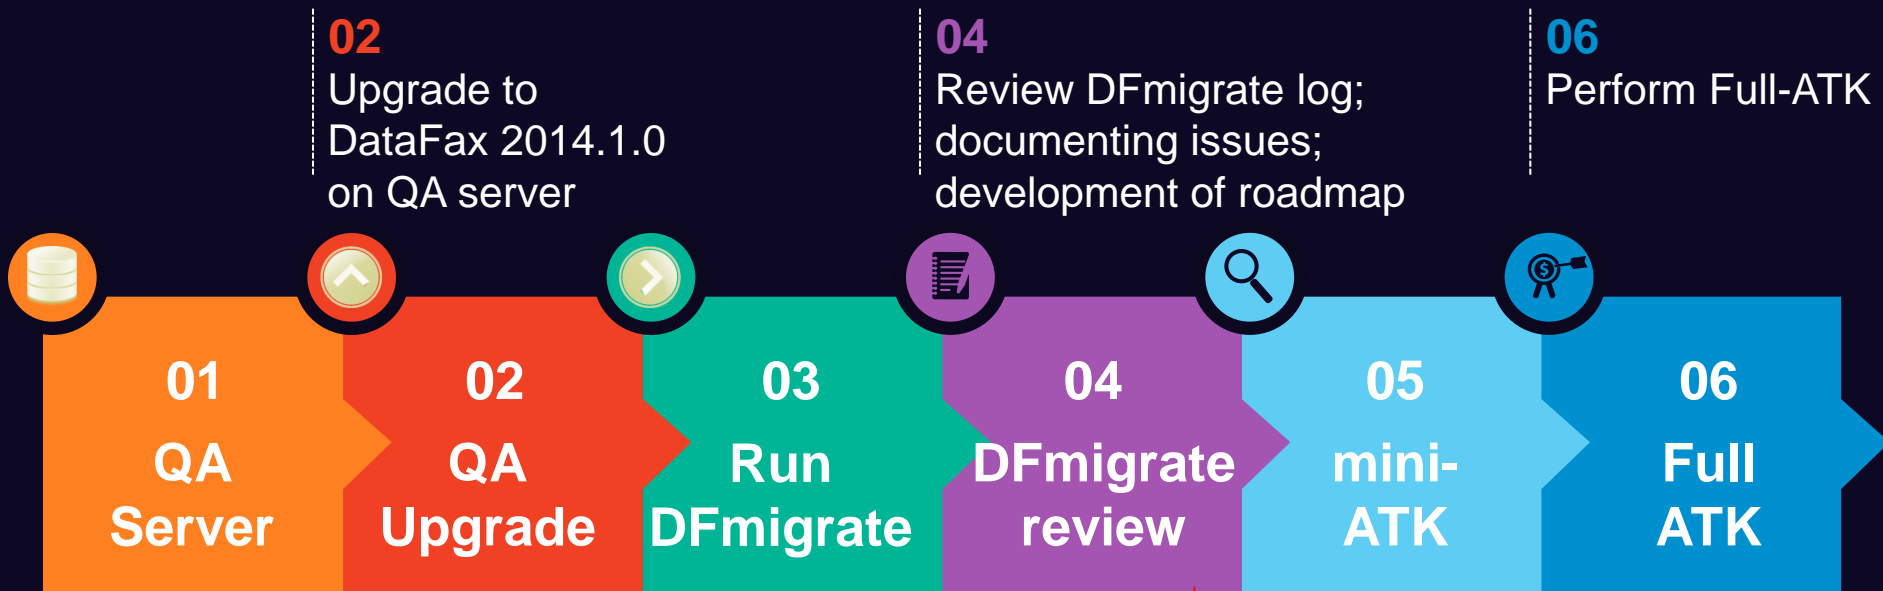 02
Upgrade to
DataFax 2014.1.0
on QA server
04
Review DFmigrate log;
documenting issues;
development of roadmap
06
Perform Full-ATK
01
QA
Server
02
QA
Upgrade
03
Run
DFmigrate
04
DFmigrate
review
05
mini-
ATK
06
Full
ATK